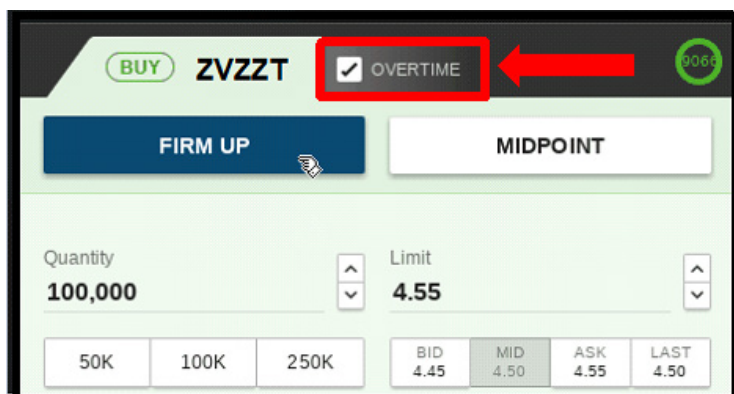 BUY ZVZZT OVERTIME 9066
FIRM UP MIDPOINT
Quantity Limit
100,000 4.55
50K 100K 250K BID MID ASK LAST
4.45 4.50 4.55 4.50